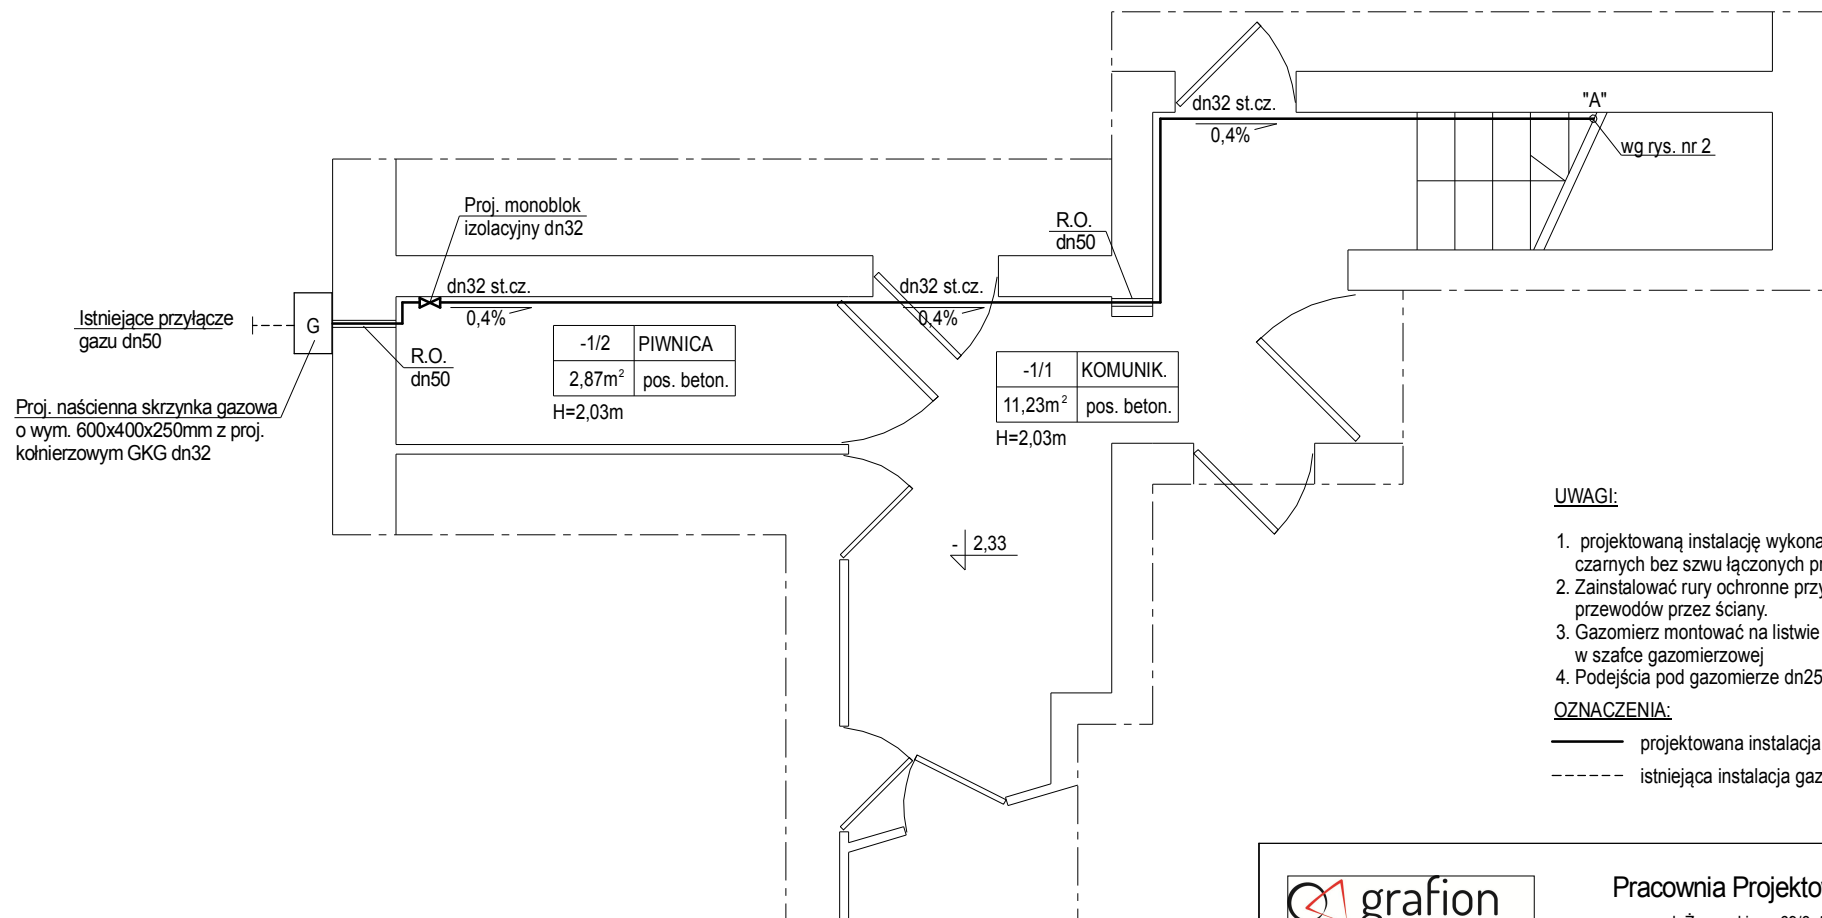 "A"
dn32 st.cz.
0,4%
wg rys. nr 2
Proj. monoblok
izolacyjny dn32
R.O.
dn50
dn32 st.cz.
0,4%
dn32 st.cz.
0,4%
Istniejące przyłącze
gazu dn50
G
R.O.
dn50
-1/2 PIWNICA
2,87m² pos. beton.
H=2,03m
-1/1 KOMUNIK.
11,23m² pos. beton.
H=2,03m
Proj. naścienna skrzynka gazowa
o wym. 600x400x250mm z proj.
kołnierzowym GKG dn32
- 2,33
UWAGI:
1. projektowaną instalację wykona
czarnych bez szwu łączonych
2. Zainstalować rury ochronne przy
przewodów przez ściany.
3. Gazomierz montować na listwie
w szafce gazomierzowej
4. Podejścia pod gazomierze dn25
OZNACZENIA:
projektowana instalacja
istniejąca instalacja gaz
grafion
Pracownia